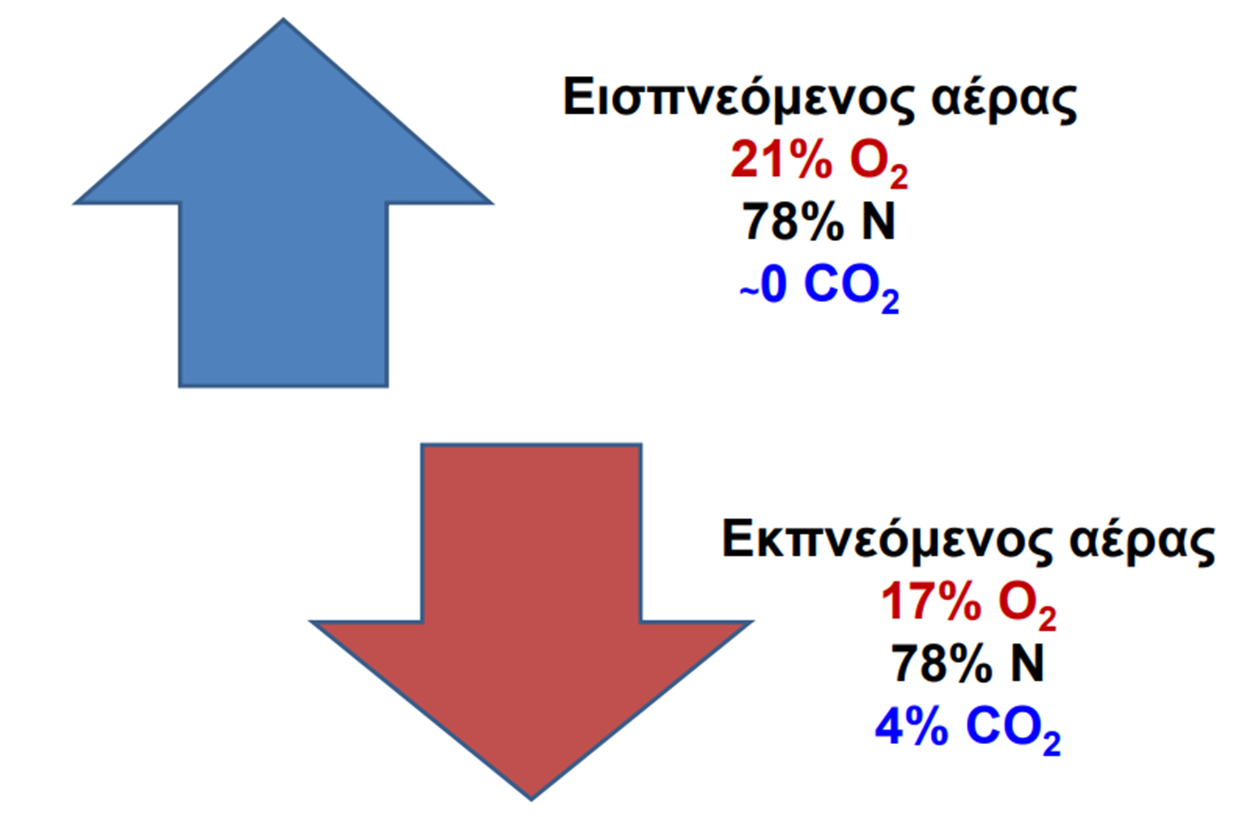 Εισπνεόμενος αέρας
21% O₂
78% N
~0 CO₂
Εκπνεόμενος αέρας
17% O₂
78% N
4% CO₂